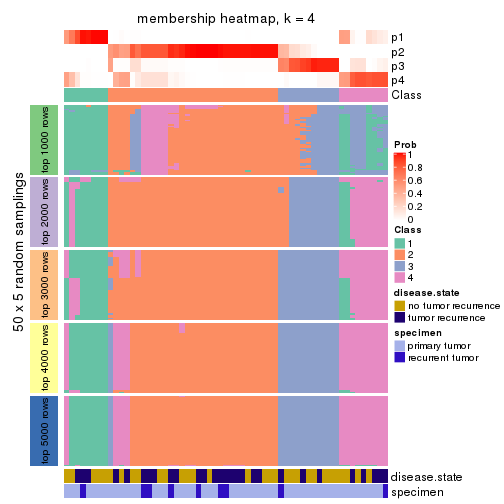 membership heatmap, k = 4
p1
p2
p3
p4
Class
50 x 5 random samplings
top 1000 rows
top 2000 rows
top 3000 rows
top 4000 rows
top 5000 rows
disease.state
specimen
Prob
1
0.8
0.6
0.4
0.2
0
Class
1
2
3
4
disease.state
no tumor recurrence
tumor recurrence
specimen
primary tumor
recurrent tumor